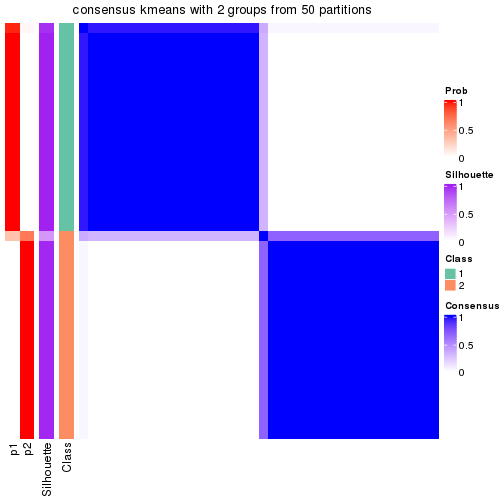 consensus kmeans with 2 groups from 50 partitions
Prob
1
0.5
0
Silhouette
1
0.5
0
Class
1
2
Consensus
1
0.5
0
p1
p2
Silhouette
Class